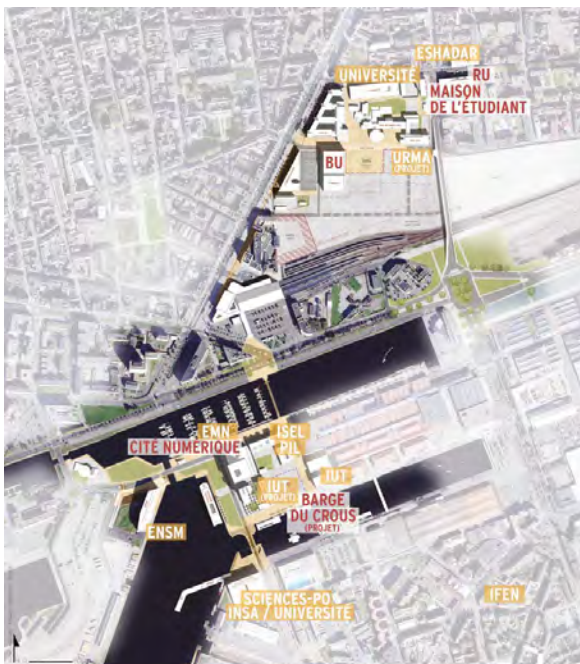 ESHADAR
UNIVERSITÉ
RU
MAISON
DE L'ÉTUDIANT
BU
URMA
(PROJET)
EMN
CITÉ NUMÉRIQUE
ISEL
PIL
IUT
(PROJET)
IUT
BARGE
DU CROUS
(PROJET)
ENSM
SCIENCES-PO
INSA / UNIVERSITÉ
IFEN